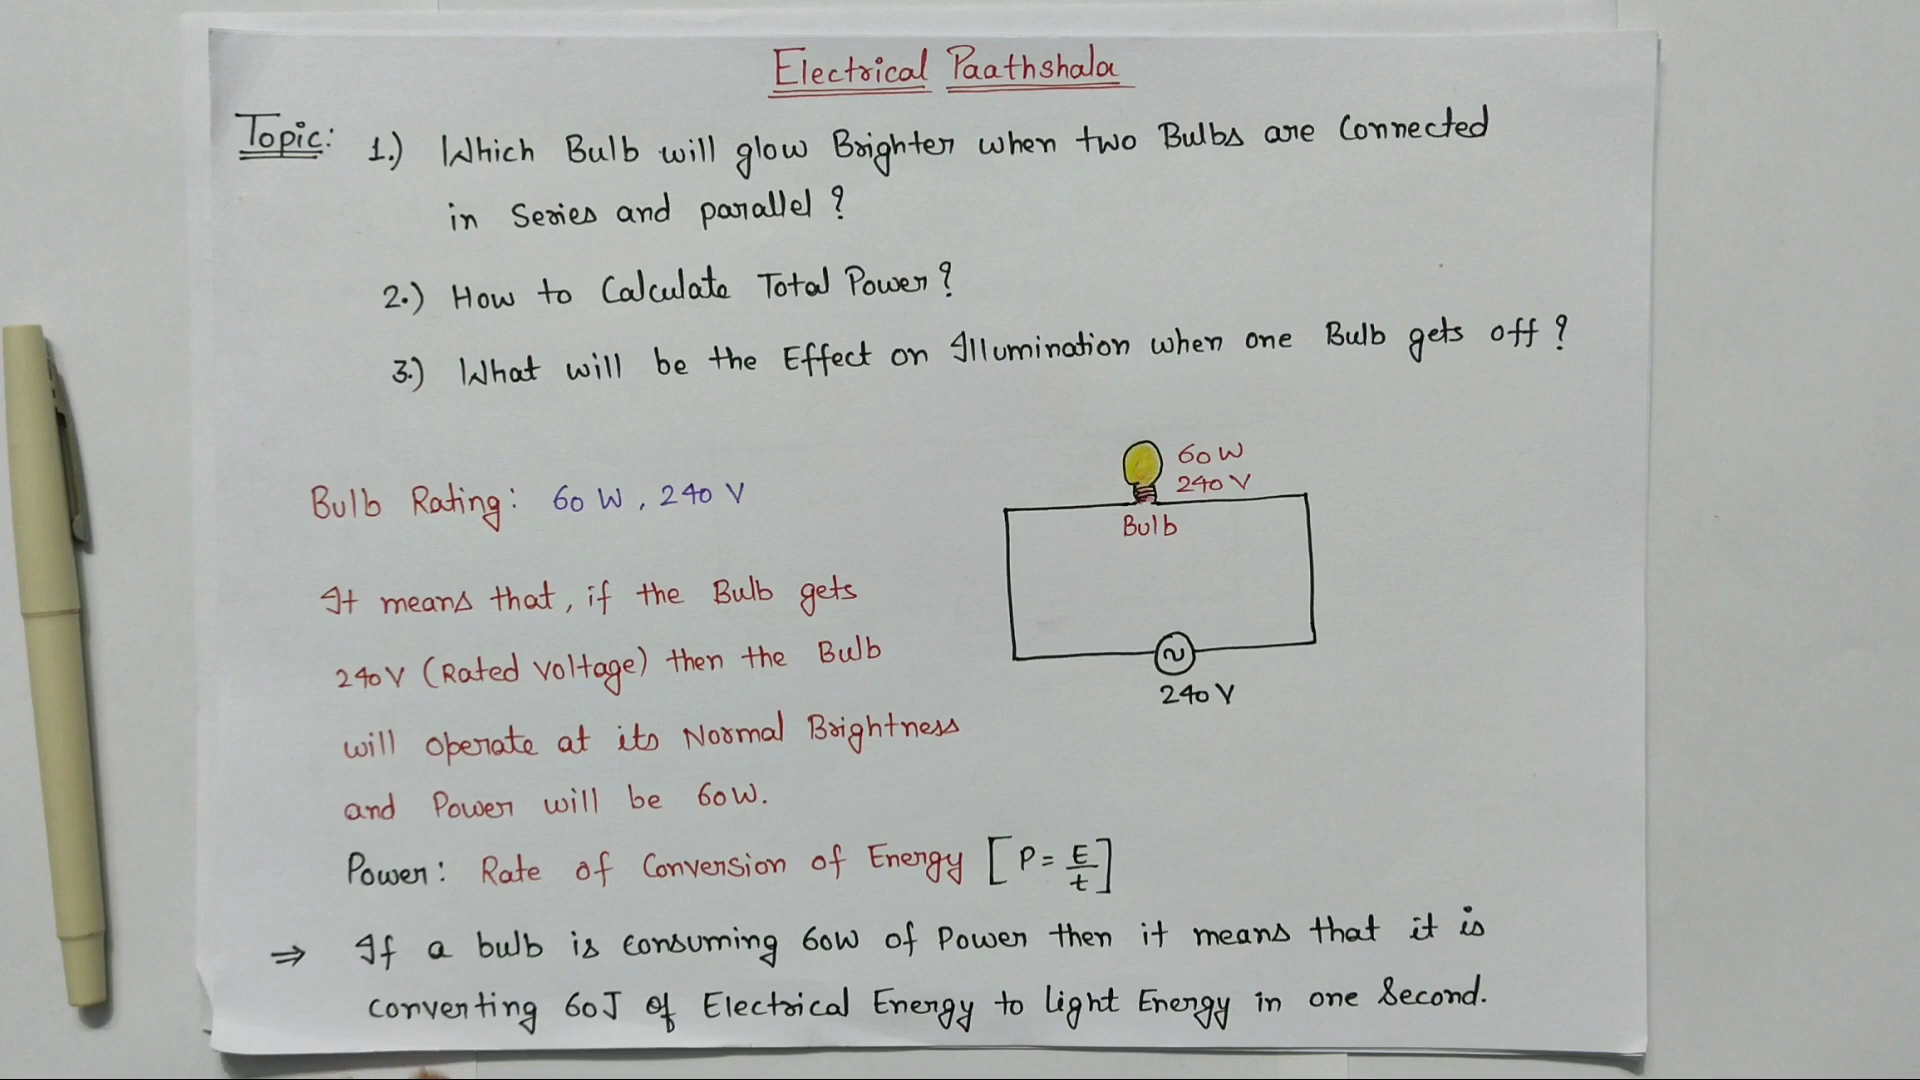 Electrical Paathshala
Topic: 1.) Which Bulb will glow Brighter when two Bulbs are Connected
in Series and parallel ?
2.) How to Calculate Total Power ?
3.) What will be the Effect on Illumination when one Bulb gets off ?
60 W
240 V
Bulb
240 V
Bulb Rating: 60 W, 240 V
It means that, if the Bulb gets
240V (Rated voltage) then the Bulb
will operate at its Normal Brightness
and Power will be 60W.
Power: Rate of Conversion of Energy [P = E/t]
⇒ If a bulb is consuming 60W of Power then it means that it is
converting 60J of Electrical Energy to light Energy in one Second.